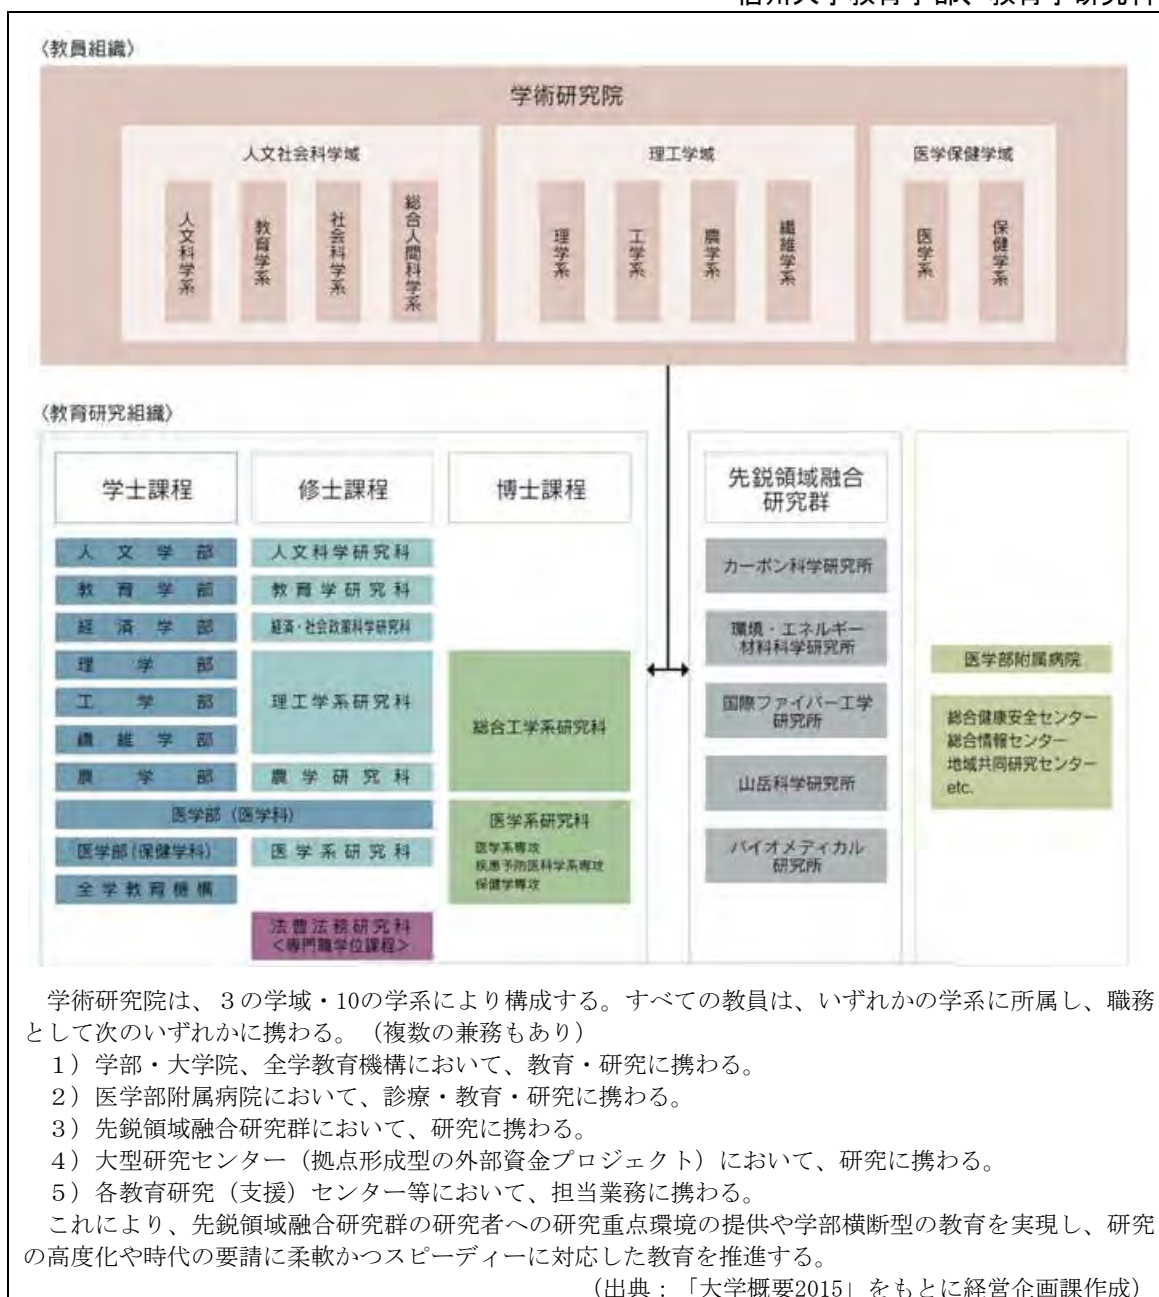 信州大学教育学部、教育学研究科
〈教員組織〉
学術研究院
人文社会科学域
人文科学系
教育学系
社会科学系
総合人間科学系
理工学域
理学系
工学系
農学系
繊維学系
医学保健学域
医学系
保健学系
〈教育研究組織〉
学士課程
人文学部
教育学部
経済学部
理学部
工学部
繊維学部
農学部
医学部（医学科）
医学部（保健学科）
全学教育機構
修士課程
人文科学研究科
教育学研究科
経済・社会政策科学研究科
理工学系研究科
農学研究科
医学系研究科
法曹法務研究科
＜専門職学位課程＞
博士課程
総合工学系研究科
医学系研究科
医学系専攻
疾患予防医科学系専攻
保健学専攻
先鋭領域融合
研究群
カーボン科学研究所
環境・エネルギー
材料科学研究所
国際ファイバー工学
研究所
山岳科学研究所
バイオメディカル
研究所
医学部附属病院
総合健康安全センター
総合情報センター
地域共同研究センター
etc.
学術研究院は、３の学域・10の学系により構成する。すべての教員は、いずれかの学系に所属し、職務
として次のいずれかに携わる。（複数の兼務もあり）
１）学部・大学院、全学教育機構において、教育・研究に携わる。
２）医学部附属病院において、診療・教育・研究に携わる。
３）先鋭領域融合研究群において、研究に携わる。
４）大型研究センター（拠点形成型の外部資金プロジェクト）において、研究に携わる。
５）各教育研究（支援）センター等において、担当業務に携わる。
これにより、先鋭領域融合研究群の研究者への研究重点環境の提供や学部横断型の教育を実現し、研究
の高度化や時代の要請に柔軟かつスピーディーに対応した教育を推進する。
（出典：「大学概要2015」をもとに経営企画課作成）